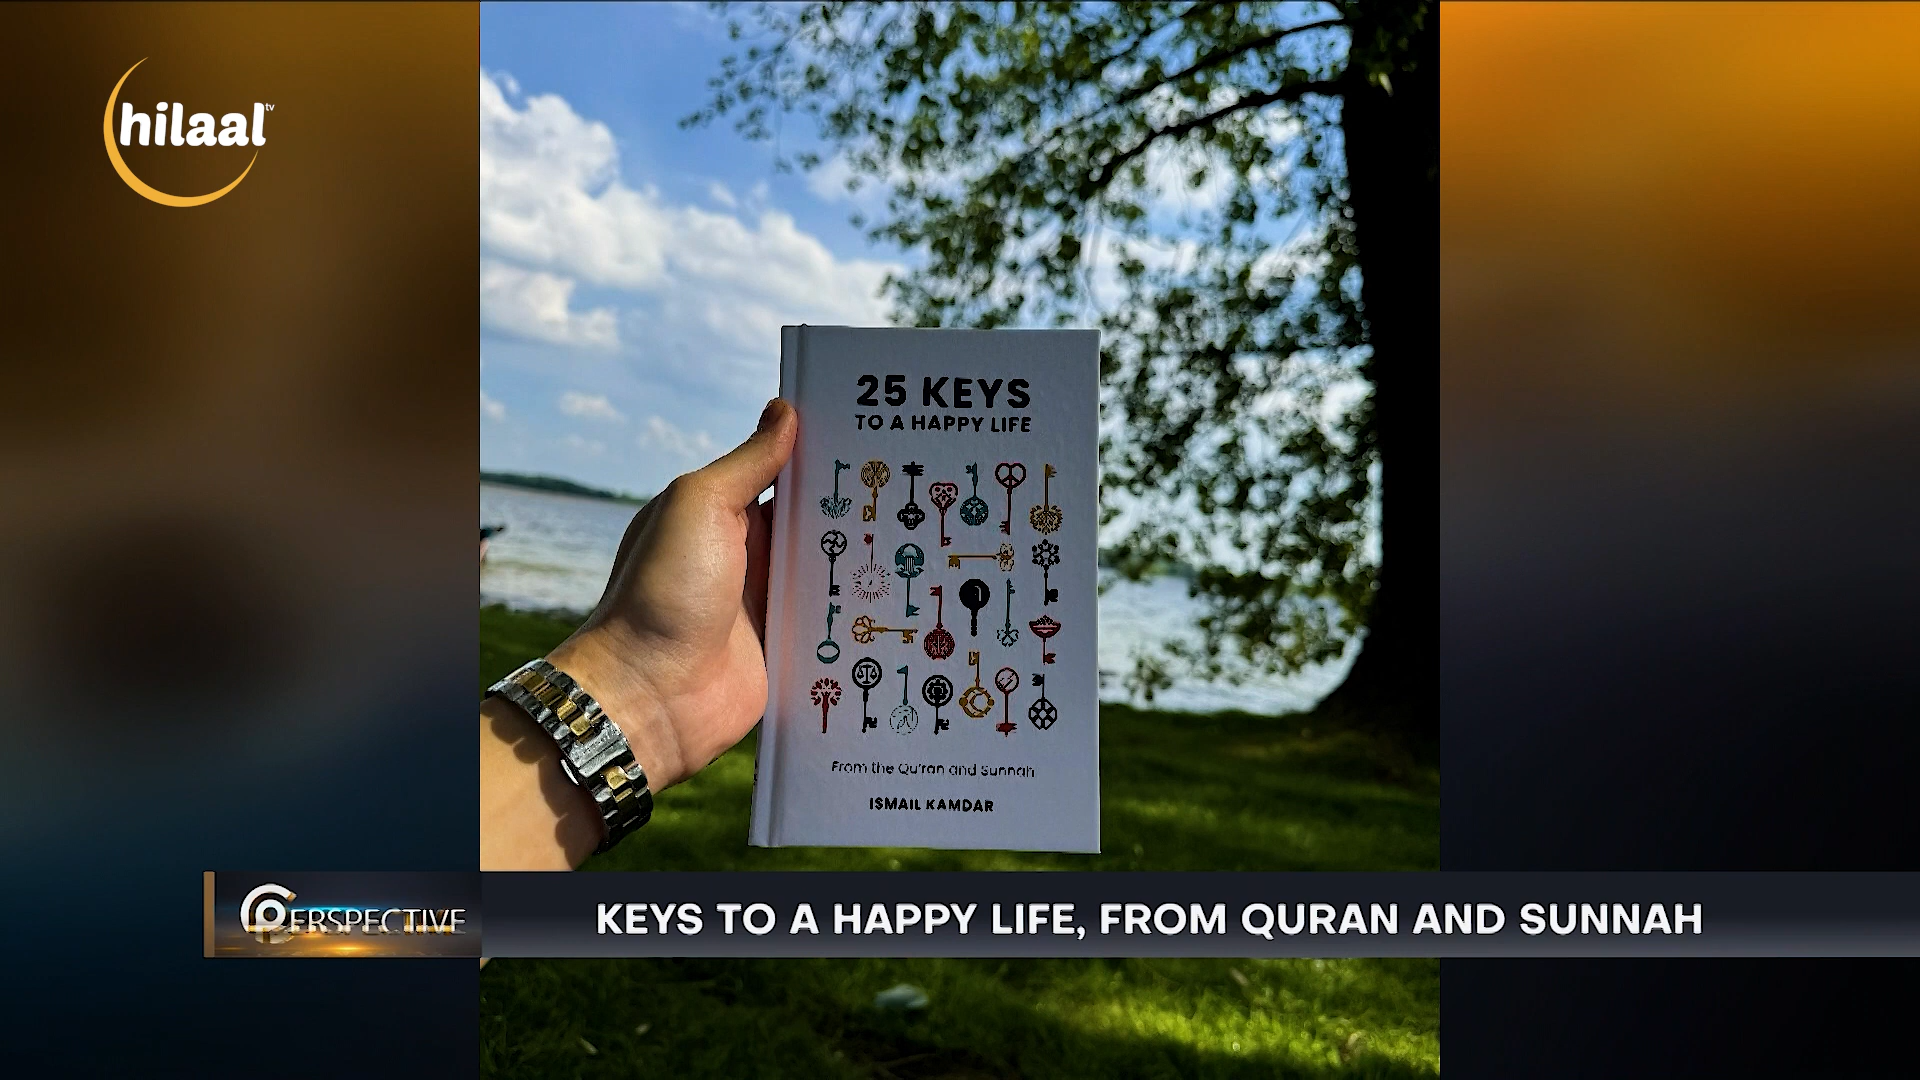 hilaal tv
25 KEYS
TO A HAPPY LIFE
From the Qu'ran and Sunnah
ISMAIL KAMDAR
PERSPECTIVE
KEYS TO A HAPPY LIFE, FROM QURAN AND SUNNAH